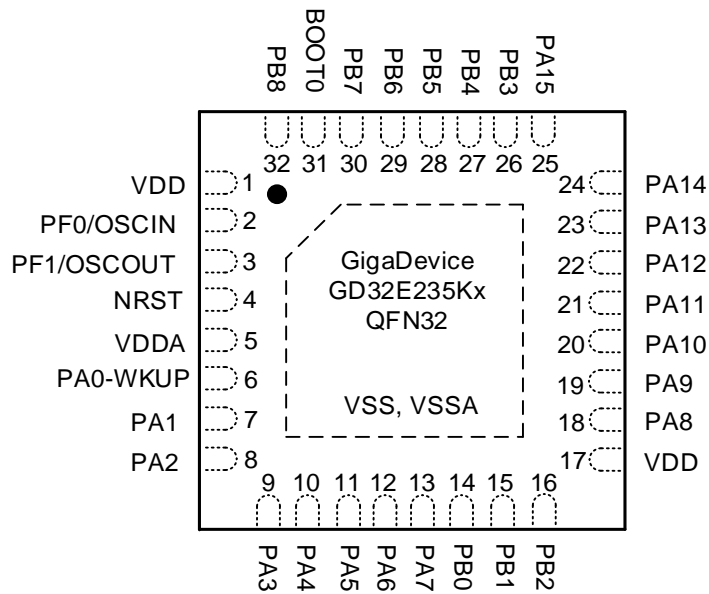 PB8
BOOT0
PB7
PB6
PB5
PB4
PB3
PA15
32 31 30 29 28 27 26 25
VDD 1
PF0/OSCIN 2
PF1/OSCOUT 3
NRST 4
VDDA 5
PA0-WKUP 6
PA1 7
PA2 8
24 PA14
23 PA13
22 PA12
21 PA11
20 PA10
19 PA9
18 PA8
17 VDD
GigaDevice
GD32E235Kx
QFN32
VSS, VSSA
9 10 11 12 13 14 15 16
PA3
PA4
PA5
PA6
PA7
PB0
PB1
PB2